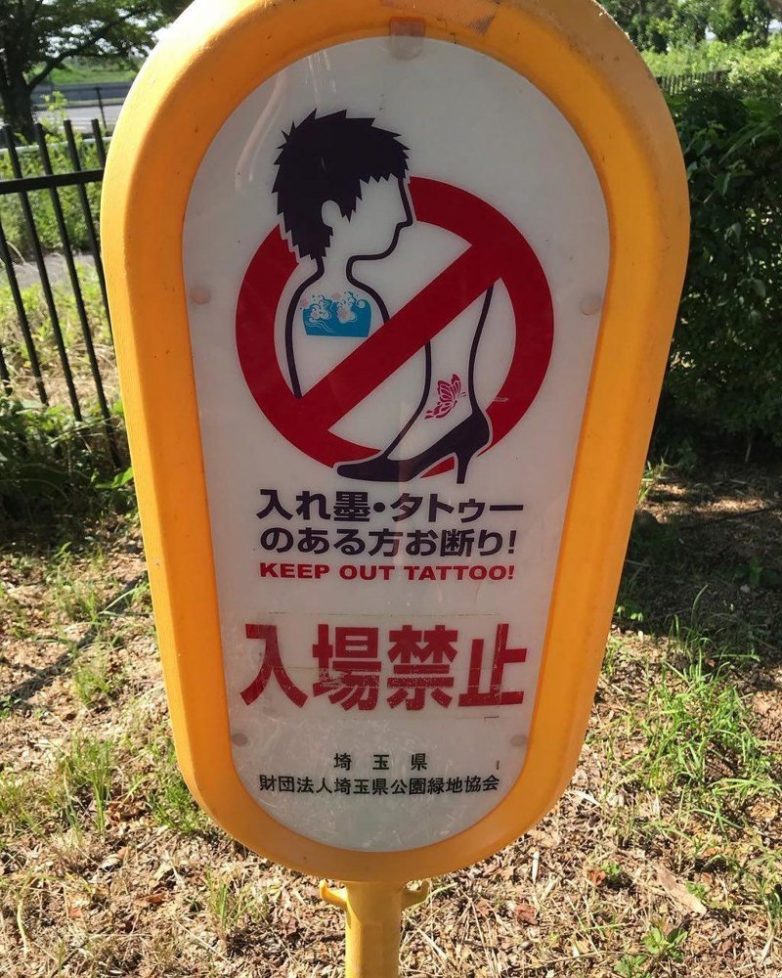 入れ墨・タトゥー
のある方お断り!
KEEP OUT TATTOO!
入場禁止
埼玉県
財団法人埼玉県公園緑地協会